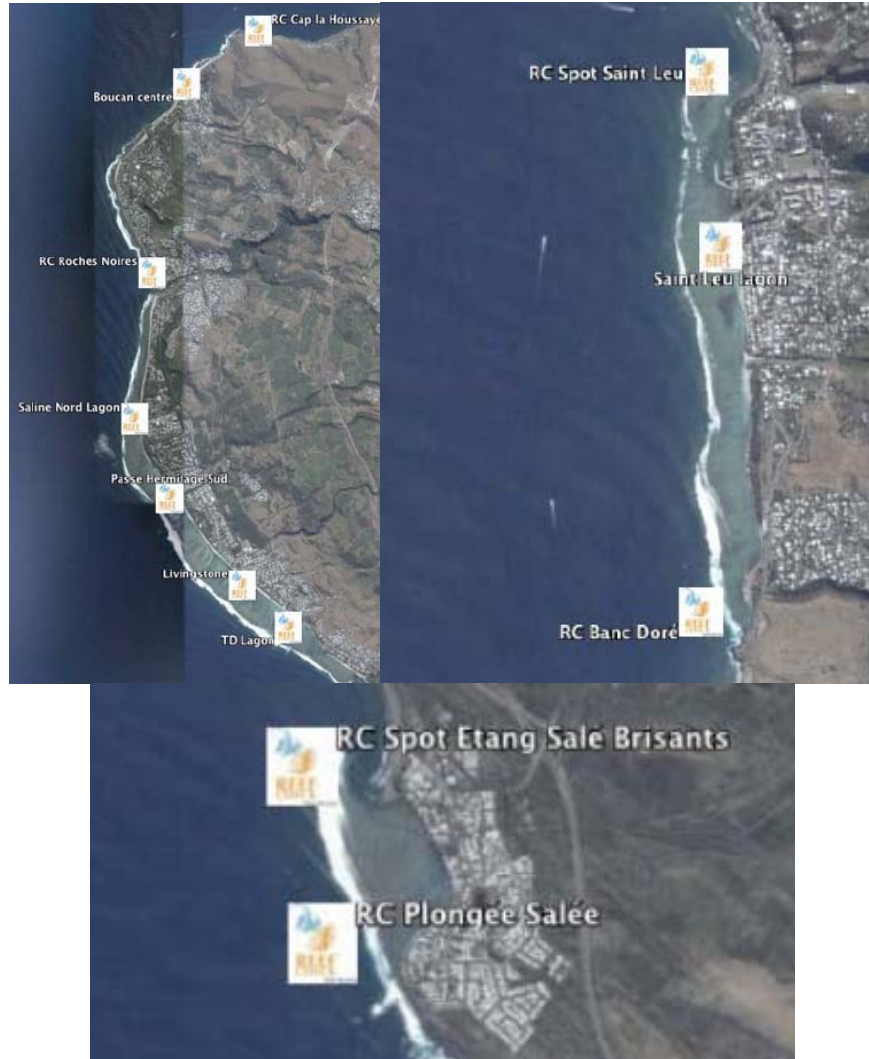 RC Cap la Houssaye
Boucan centre
RC Roches Noires
Saline Nord Lagon
Passe Hermitage Sud
Livingstone
TD Lagon
RC Spot Saint Leu
Saint Leu lagon
RC Banc Doré
RC Spot Etang Salé Brisants
RC Plongée Salée